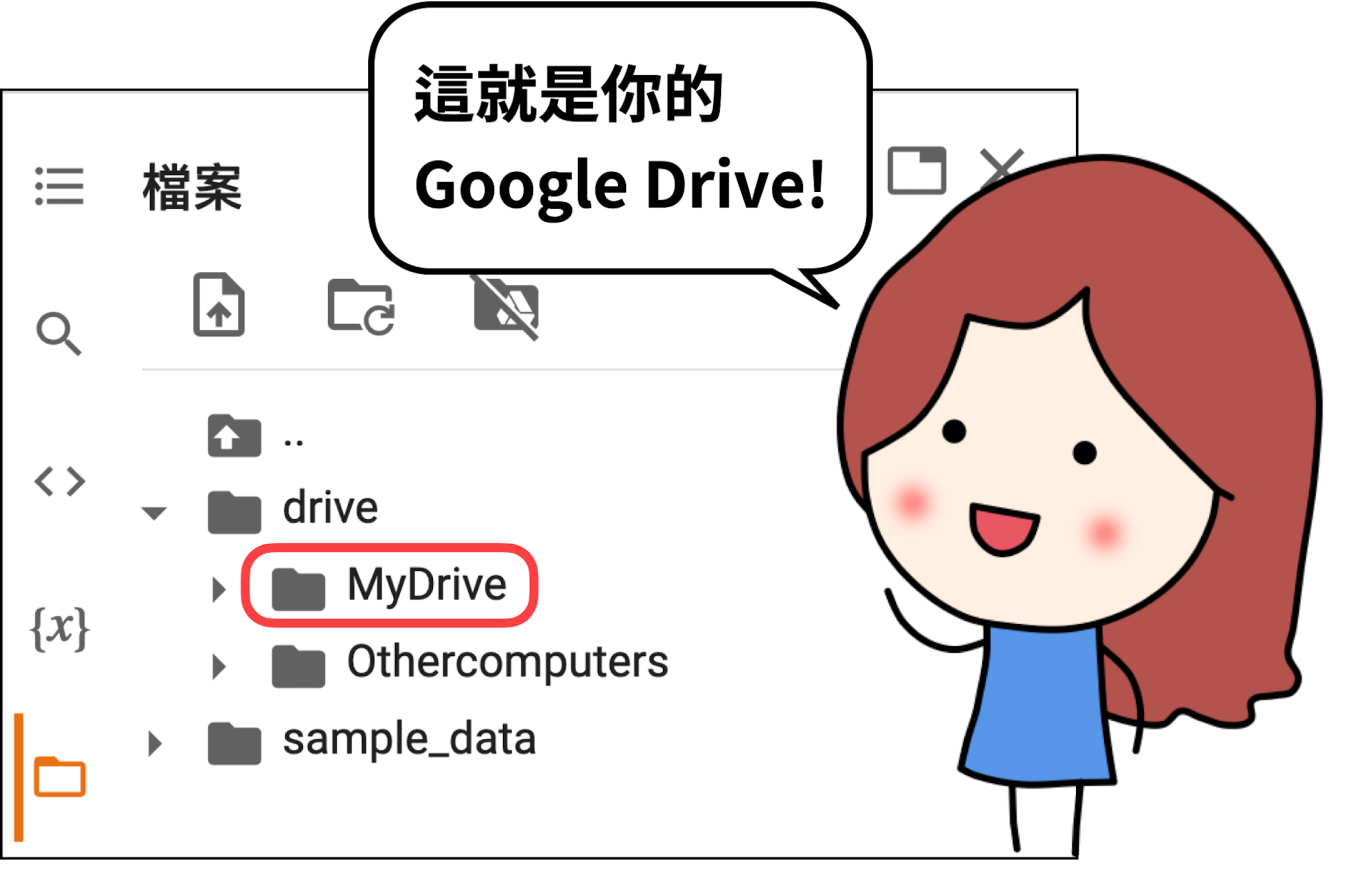 這就是你的
Google Drive!
檔案
..
drive
MyDrive
Othercomputers
sample_data
{x}